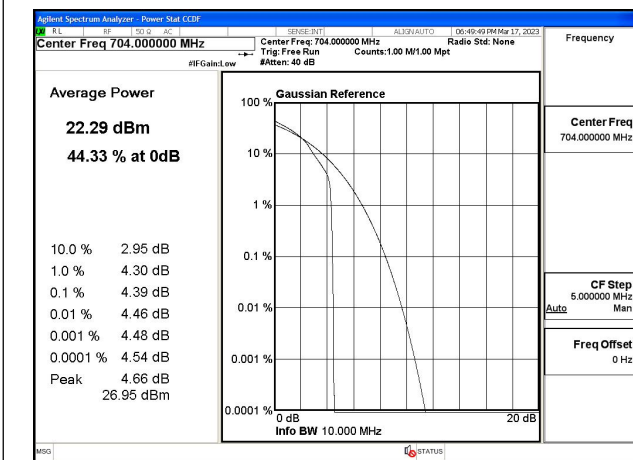 Agilent Spectrum Analyzer - Power Stat CCDF
LXI RL RF 50 Ω AC SENSE:INT ALIGN AUTO 06:49:49 PM Mar 17, 2023
Center Freq 704.000000 MHz
Center Freq: 704.000000 MHz Radio Std: None
Trig: Free Run Counts:1.00 M/1.00 Mpt
#IFGain:Low #Atten: 40 dB
Frequency
Average Power
22.29 dBm
44.33 % at 0dB
10.0 % 2.95 dB
1.0 % 4.30 dB
0.1 % 4.39 dB
0.01 % 4.46 dB
0.001 % 4.48 dB
0.0001 % 4.54 dB
Peak 4.66 dB
26.95 dBm
Gaussian Reference
100 %
10 %
1 %
0.1 %
0.01 %
0.001 %
0.0001 %
0 dB 20 dB
Info BW 10.000 MHz
Center Freq
704.000000 MHz
CF Step
5.000000 MHz
Auto Man
Freq Offset
0 Hz
MSG STATUS